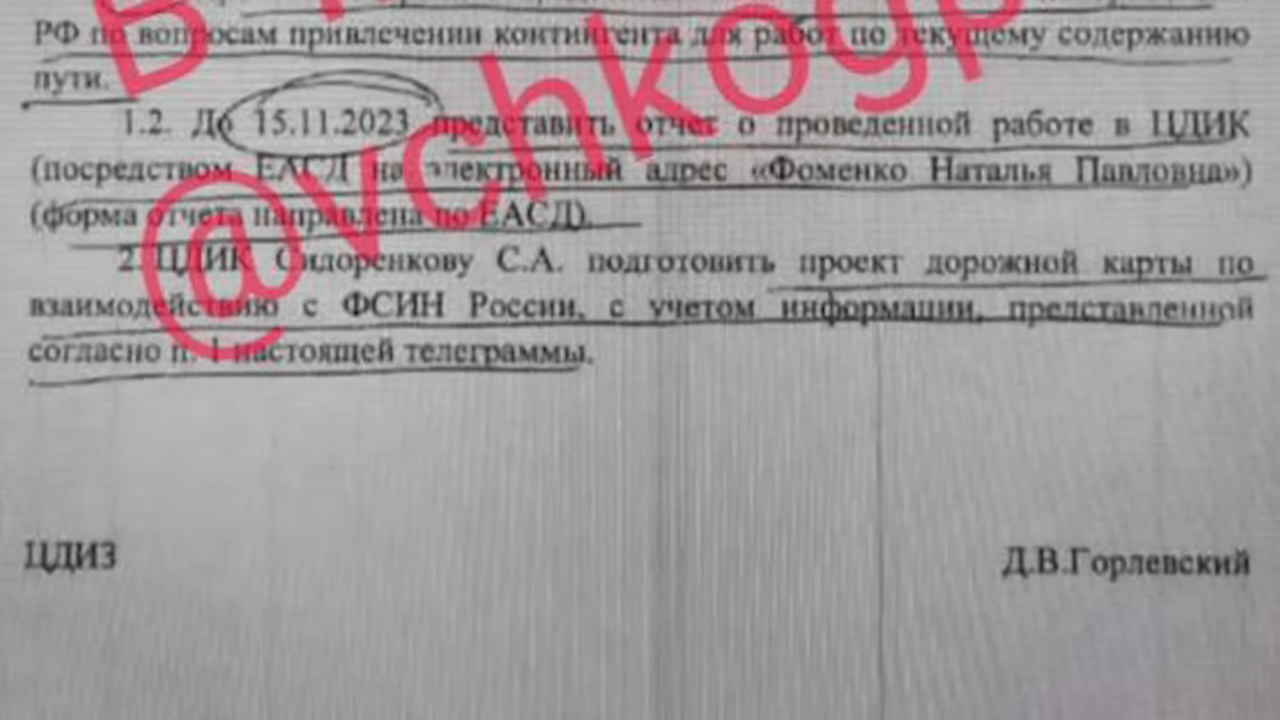 РФ по вопросам привлечении контингента для работ по текущему содержанию
пути.
1.2. До 15.11.2023 представить отчет о проведенной работе в ЦДИК
(посредством ЕАСД на электронный адрес «Фоменко Наталья Павловна»)
(форма отчета направлена по ЕАСД).
2. ЦДИК Сидоренкову С.А. подготовить проект дорожной карты по
взаимодействию с ФСИН России, с учетом информации, представленной
согласно п. 1 настоящей телеграммы.
ЦДИЗ
Д.В.Горлевский
@vchkogp